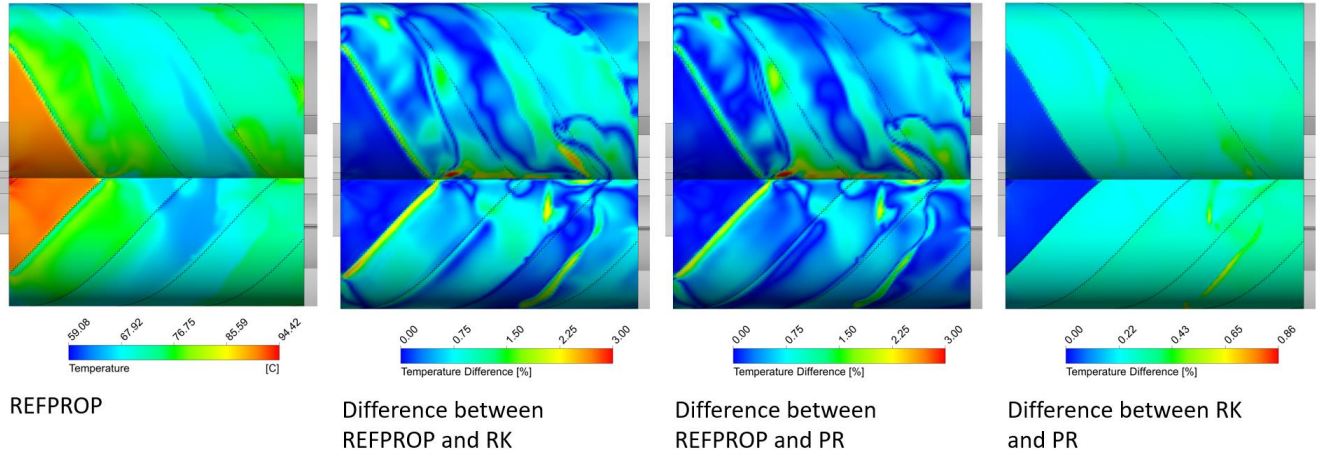 59.08
67.92
76.75
85.59
94.42
Temperature [C]
REFPROP
0.00
0.75
1.50
2.25
3.00
Temperature Difference [%]
Difference between
REFPROP and RK
0.00
0.75
1.50
2.25
3.00
Temperature Difference [%]
Difference between
REFPROP and PR
0.00
0.22
0.43
0.65
0.86
Temperature Difference [%]
Difference between RK
and PR